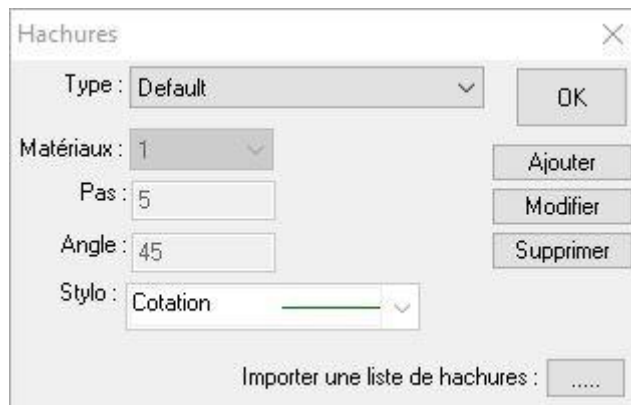 Hachures
Type : Default
OK
Matériaux : 1
Ajouter
Pas : 5
Modifier
Angle : 45
Supprimer
Stylo : Cotation
Importer une liste de hachures : .....